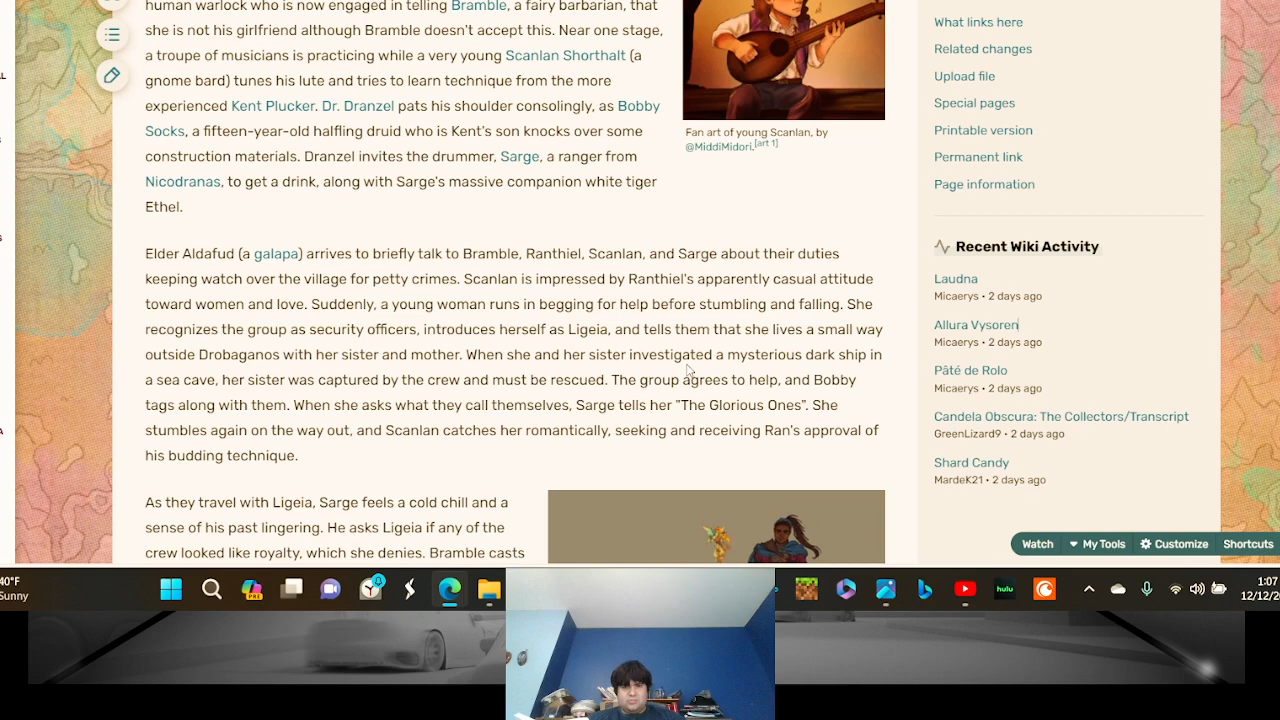 human warlock who is now engaged in telling Bramble, a fairy barbarian, that
she is not his girlfriend although Bramble doesn't accept this. Near one stage,
a troupe of musicians is practicing while a very young Scanlan Shorthalt (a
gnome bard) tunes his lute and tries to learn technique from the more
experienced Kent Plucker. Dr. Dranzel pats his shoulder consolingly, as Bobby
Socks, a fifteen-year-old halfling druid who is Kent's son knocks over some
construction materials. Dranzel invites the drummer, Sarge, a ranger from
Nicodranas, to get a drink, along with Sarge's massive companion white tiger
Ethel.
Fan art of young Scanlan, by
@MiddiMidori.[art 1]
Elder Aldafud (a galapa) arrives to briefly talk to Bramble, Ranthiel, Scanlan, and Sarge about their duties
keeping watch over the village for petty crimes. Scanlan is impressed by Ranthiel's apparently casual attitude
toward women and love. Suddenly, a young woman runs in begging for help before stumbling and falling. She
recognizes the group as security officers, introduces herself as Ligeia, and tells them that she lives a small way
outside Drobaganos with her sister and mother. When she and her sister investigated a mysterious dark ship in
a sea cave, her sister was captured by the crew and must be rescued. The group agrees to help, and Bobby
tags along with them. When she asks what they call themselves, Sarge tells her "The Glorious Ones". She
stumbles again on the way out, and Scanlan catches her romantically, seeking and receiving Ran's approval of
his budding technique.
As they travel with Ligeia, Sarge feels a cold chill and a
sense of his past lingering. He asks Ligeia if any of the
crew looked like royalty, which she denies. Bramble casts
What links here
Related changes
Upload file
Special pages
Printable version
Permanent link
Page information
Recent Wiki Activity
Laudna
Micaerys • 2 days ago
Allura Vysoren
Micaerys • 2 days ago
Pâté de Rolo
Micaerys • 2 days ago
Candela Obscura: The Collectors/Transcript
GreenLizard9 • 2 days ago
Shard Candy
MardeK21 • 2 days ago
Watch My Tools Customize Shortcuts
40°F
Sunny
PRE
2
hulu
1:07
12/12/2